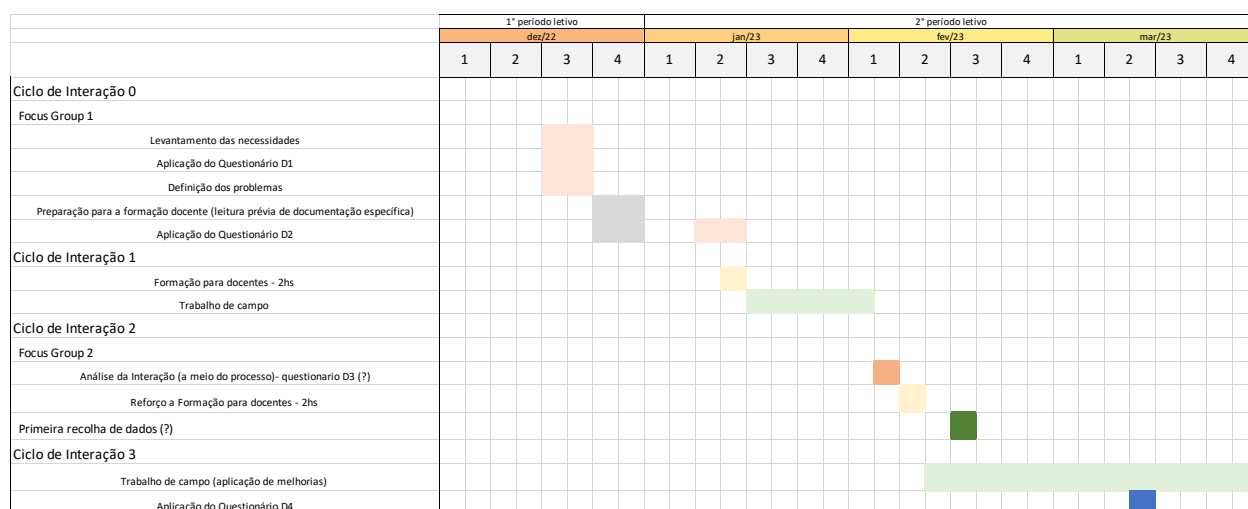 1° período letivo 2° período letivo
dez/22 jan/23 fev/23 mar/23
1 2 3 4 1 2 3 4 1 2 3 4 1 2 3 4
Ciclo de Interação 0
Focus Group 1
Levantamento das necessidades
Aplicação do Questionário D1
Definição dos problemas
Preparação para a formação docente (leitura prévia de documentação específica)
Aplicação do Questionário D2
Ciclo de Interação 1
Formação para docentes - 2hs
Trabalho de campo
Ciclo de Interação 2
Focus Group 2
Análise da Interação (a meio do processo)- questionario D3 (?)
Reforço a Formação para docentes - 2hs
Primeira recolha de dados (?)
Ciclo de Interação 3
Trabalho de campo (aplicação de melhorias)
Aplicação do Questionário D4